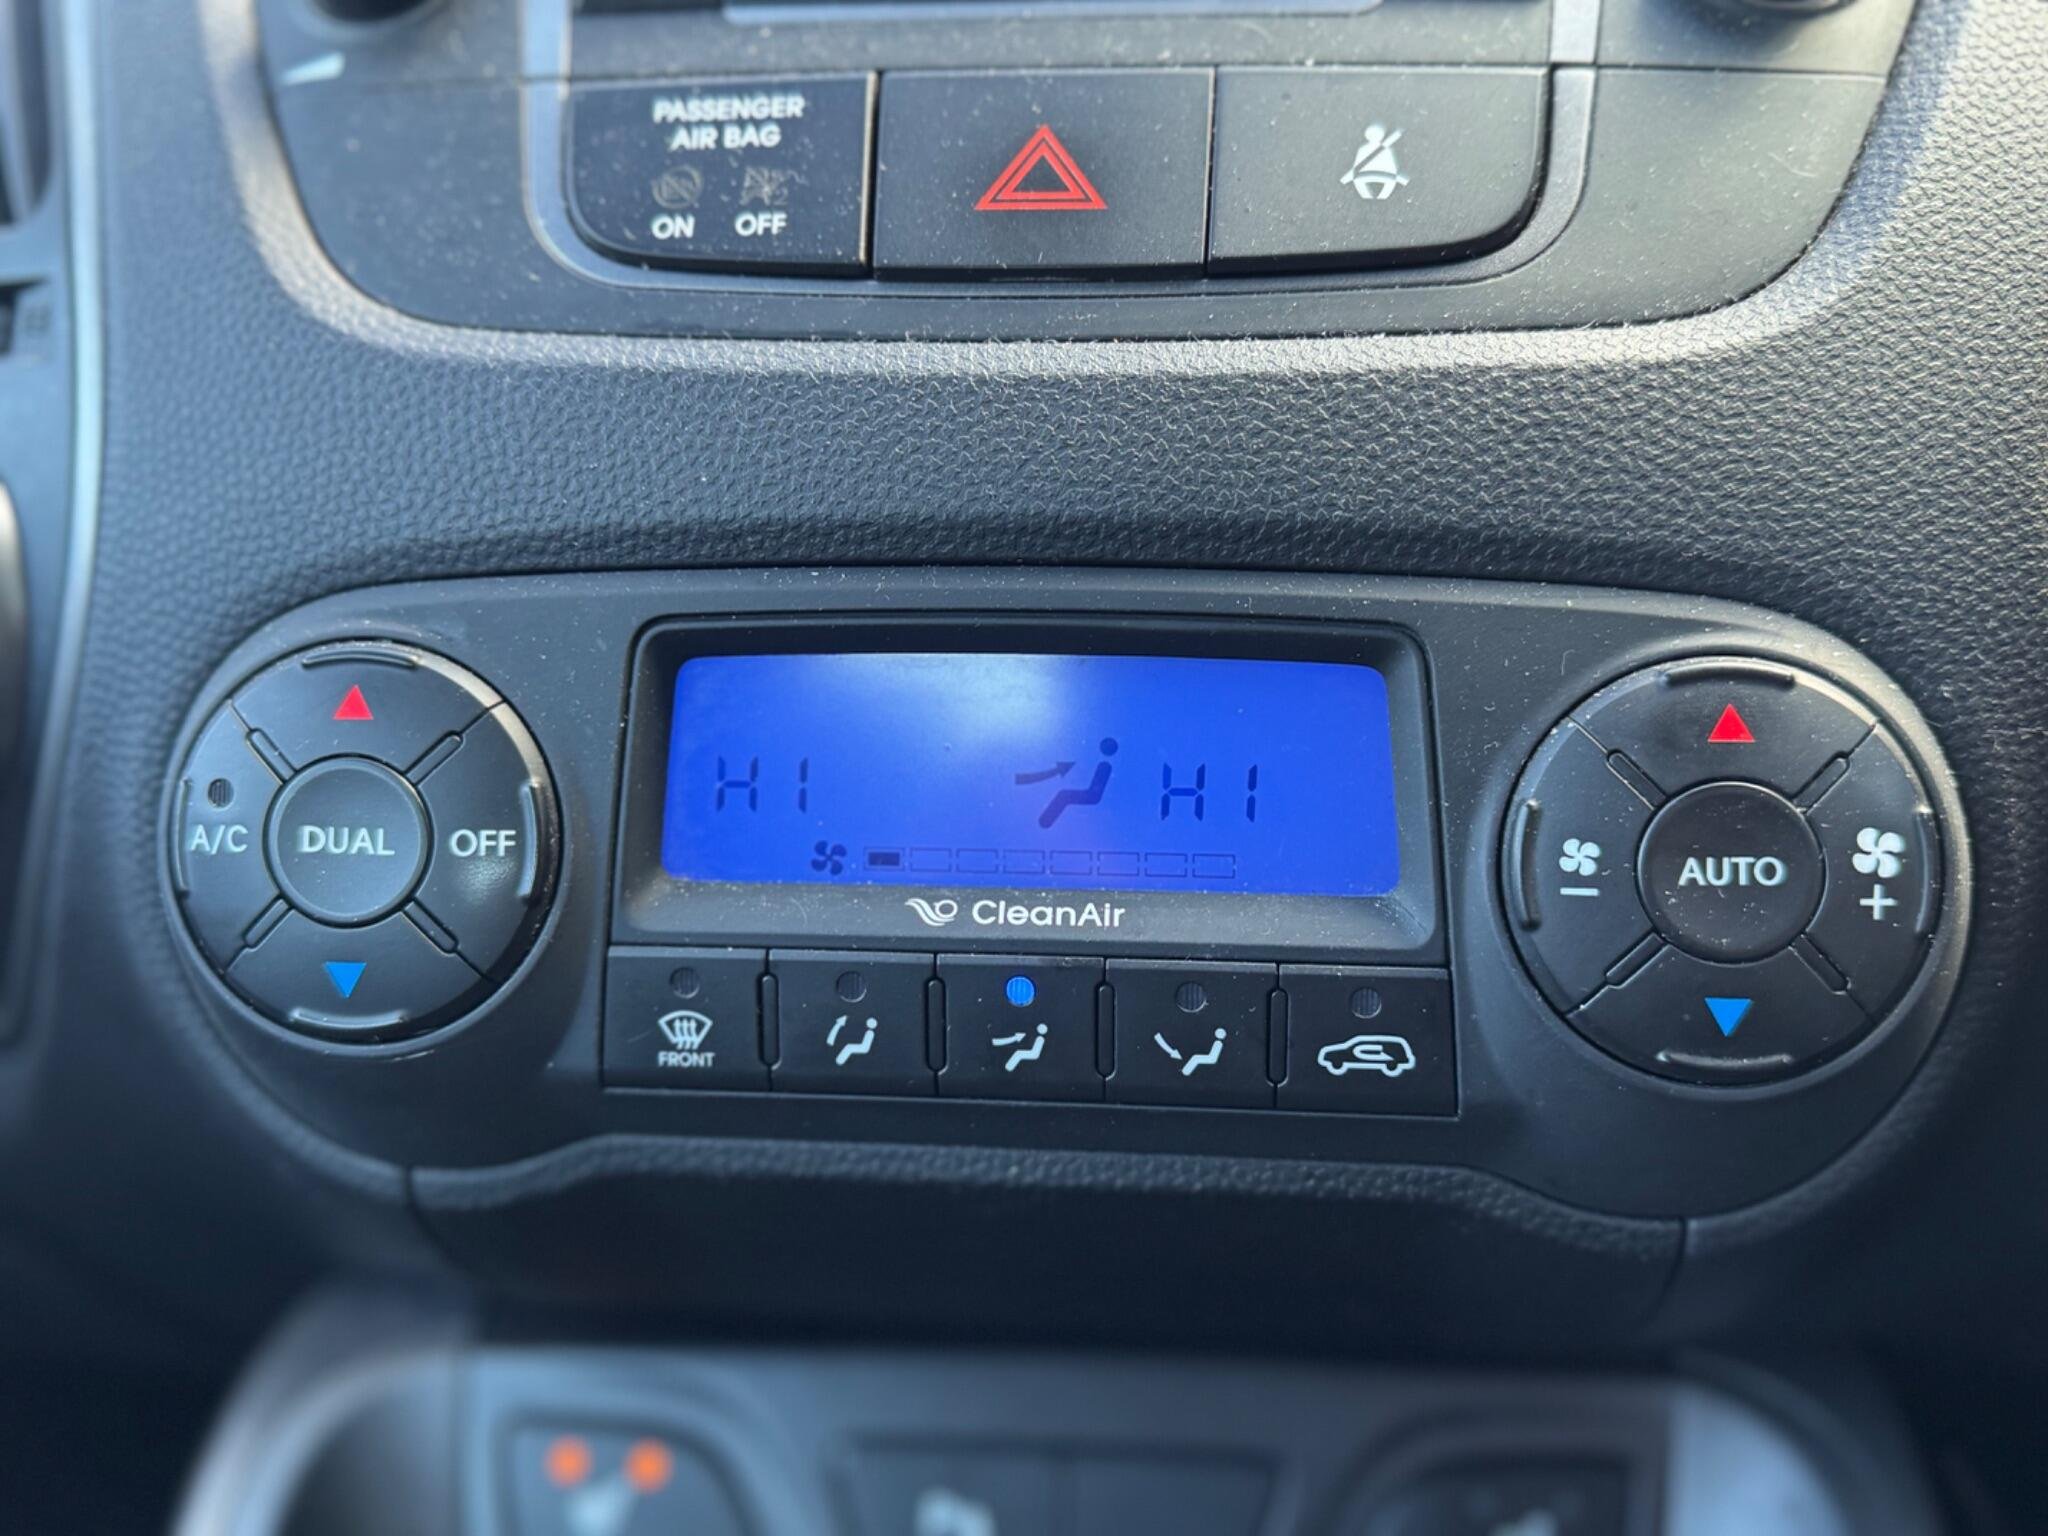 PASSENGER
AIR BAG
ON OFF
HI HI
A/C DUAL OFF
AUTO
CleanAir
FRONT